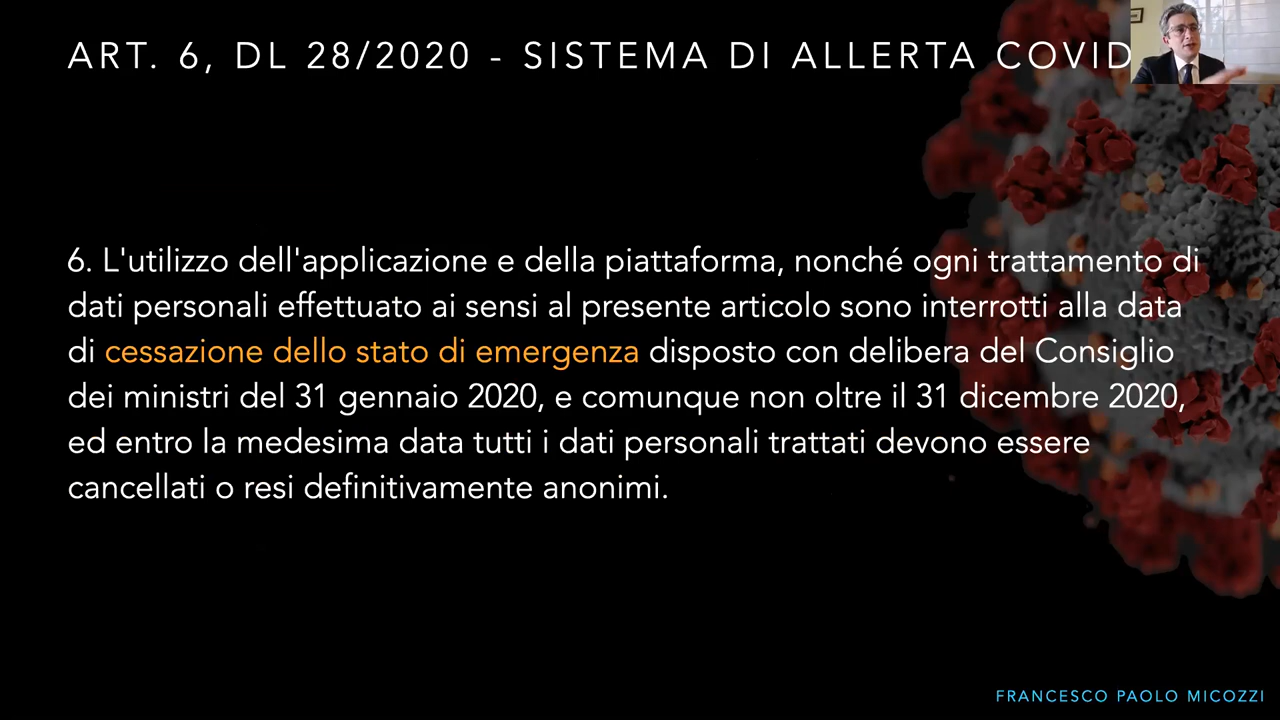 ART. 6, DL 28/2020 - SISTEMA DI ALLERTA COVID
6. L'utilizzo dell'applicazione e della piattaforma, nonché ogni trattamento di
dati personali effettuato ai sensi al presente articolo sono interrotti alla data
di cessazione dello stato di emergenza disposto con delibera del Consiglio
dei ministri del 31 gennaio 2020, e comunque non oltre il 31 dicembre 2020,
ed entro la medesima data tutti i dati personali trattati devono essere
cancellati o resi definitivamente anonimi.
FRANCESCO PAOLO MICOZZI